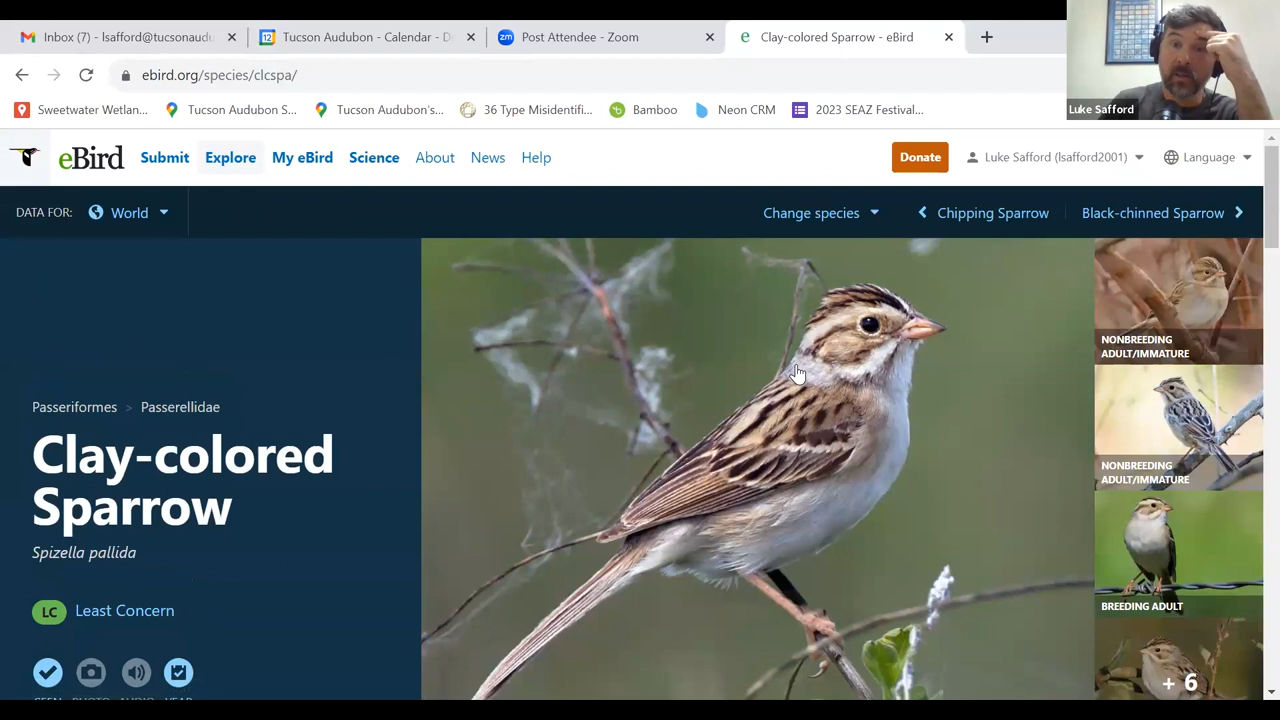 Inbox (7) - lsafford@tucsonaudu
Tucson Audubon - Calendar - D
Post Attendee - Zoom
Clay-colored Sparrow - eBird
ebird.org/species/clcspa/
Sweetwater Wetlan...
Tucson Audubon S...
Tucson Audubon's...
36 Type Misidentifi...
Bamboo
Neon CRM
2023 SEAZ Festival...
Luke Safford
eBird
Submit
Explore
My eBird
Science
About
News
Help
Donate
Luke Safford (lsafford2001)
Language
DATA FOR:
World
Change species
Chipping Sparrow
Black-chinned Sparrow
Passeriformes > Passerellidae
Clay-colored
Sparrow
Spizella pallida
LC Least Concern
NONBREEDING
ADULT/IMMATURE
NONBREEDING
ADULT/IMMATURE
BREEDING ADULT
+ 6